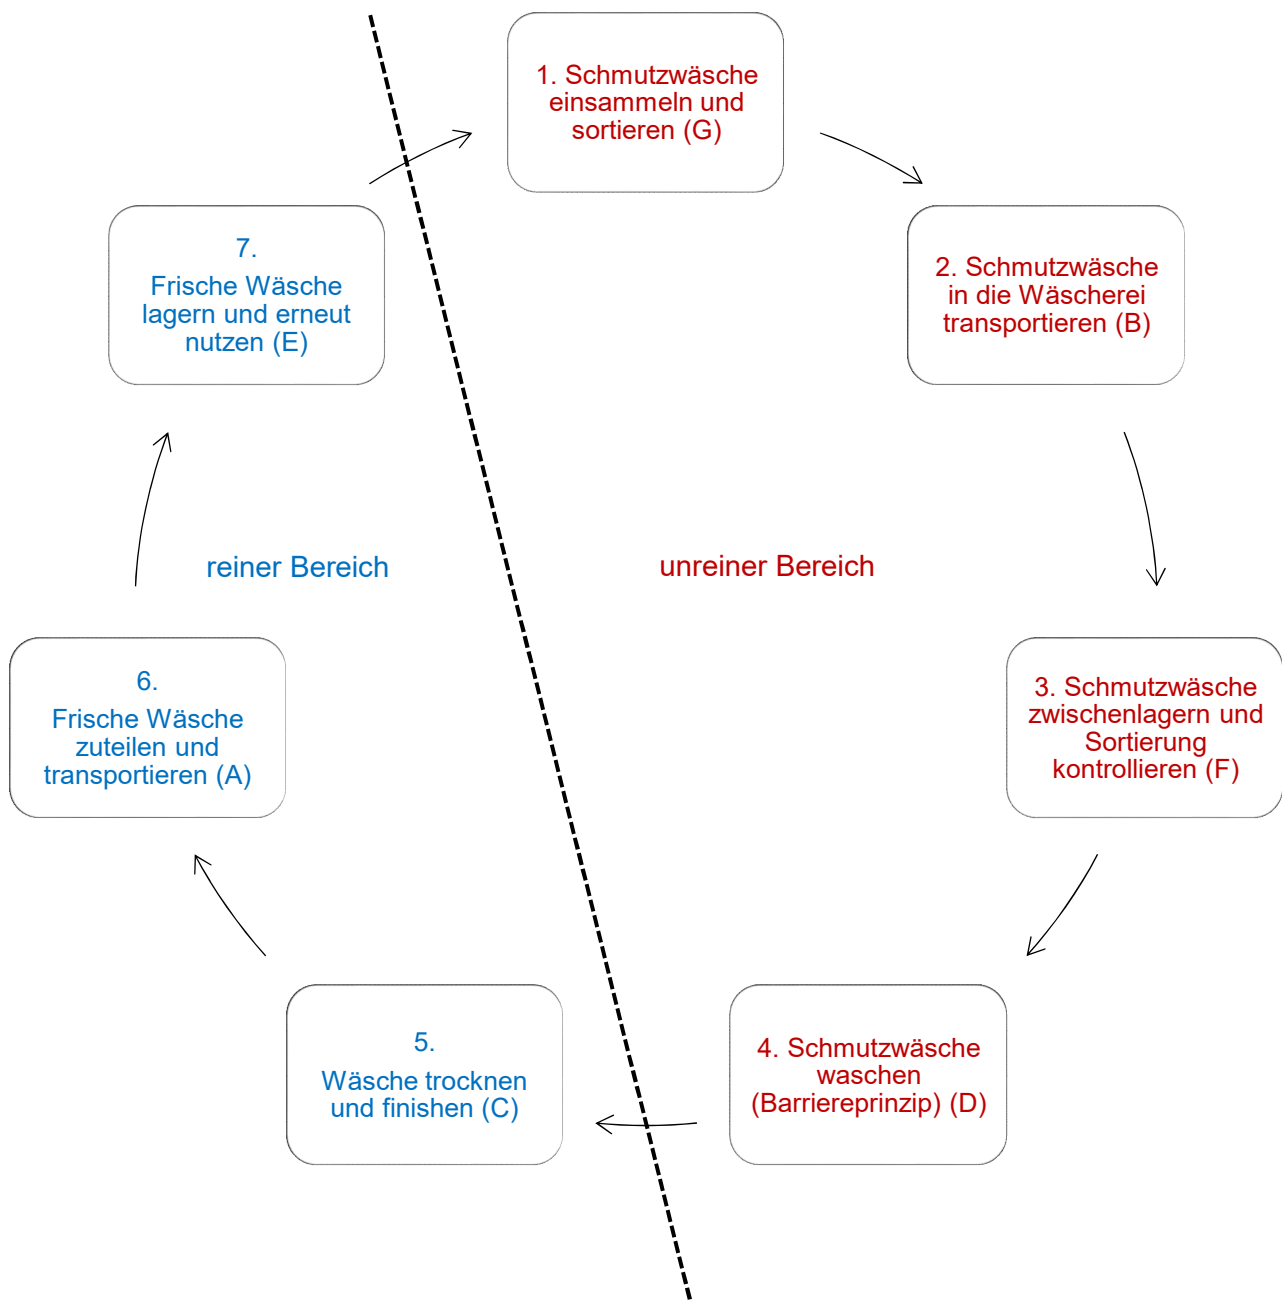 1. Schmutzwäsche
einsammeln und
sortieren (G)
2. Schmutzwäsche
in die Wäscherei
transportieren (B)
3. Schmutzwäsche
zwischenlagern und
Sortierung
kontrollieren (F)
4. Schmutzwäsche
waschen
(Barriereprinzip) (D)
5.
Wäsche trocknen
und finishen (C)
6.
Frische Wäsche
zuteilen und
transportieren (A)
7.
Frische Wäsche
lagern und erneut
nutzen (E)
reiner Bereich
unreiner Bereich